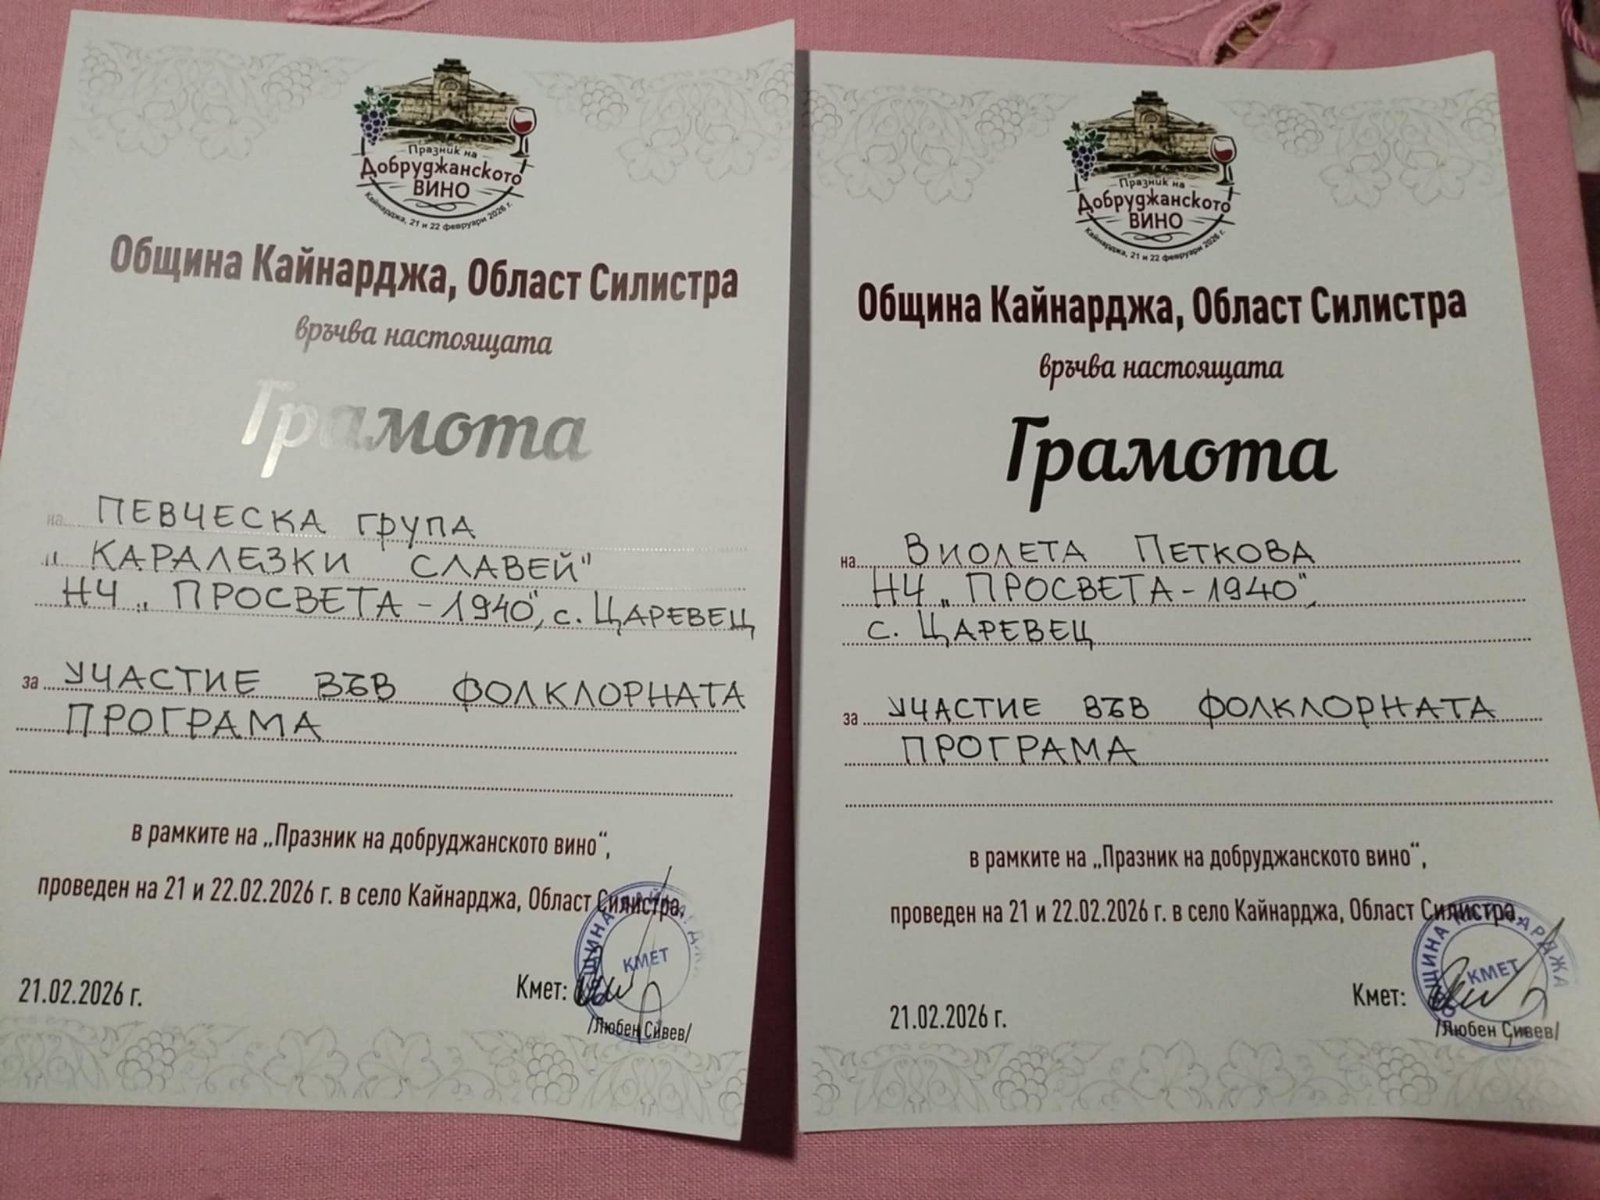 Празник на
Добруджанското
ВИНО
Кайнарджа, 21 и 22 февруари 2026 г.
Община Кайнарджа, Област Силистра
връчва настоящата
Грамота
на ПЕВЧЕСКА ГРУПА
„КАРАЛЕЗКИ СЛАВЕЙ"
НЧ „ПРОСВЕТА - 1940", с. ЦАРЕВЕЦ
за УЧАСТИЕ ВЪВ ФОЛКЛОРНАТА
ПРОГРАМА
в рамките на „Празник на добруджанското вино“,
проведен на 21 и 22.02.2026 г. в село Кайнарджа, Област Силистра.
21.02.2026 г.
Кмет:
/Любен Сивев/
ОБЩИНА КАЙНАРДЖА
КМЕТ
Празник на
Добруджанското
ВИНО
Кайнарджа, 21 и 22 февруари 2026 г.
Община Кайнарджа, Област Силистра
връчва настоящата
Грамота
на ВИОЛЕТА ПЕТКОВА
НЧ „ПРОСВЕТА - 1940",
с. ЦАРЕВЕЦ
за УЧАСТИЕ ВЪВ ФОЛКЛОРНАТА
ПРОГРАМА
в рамките на „Празник на добруджанското вино“,
проведен на 21 и 22.02.2026 г. в село Кайнарджа, Област Силистра.
21.02.2026 г.
Кмет:
/Любен Сивев/
ОБЩИНА КАЙНАРДЖА
КМЕТ